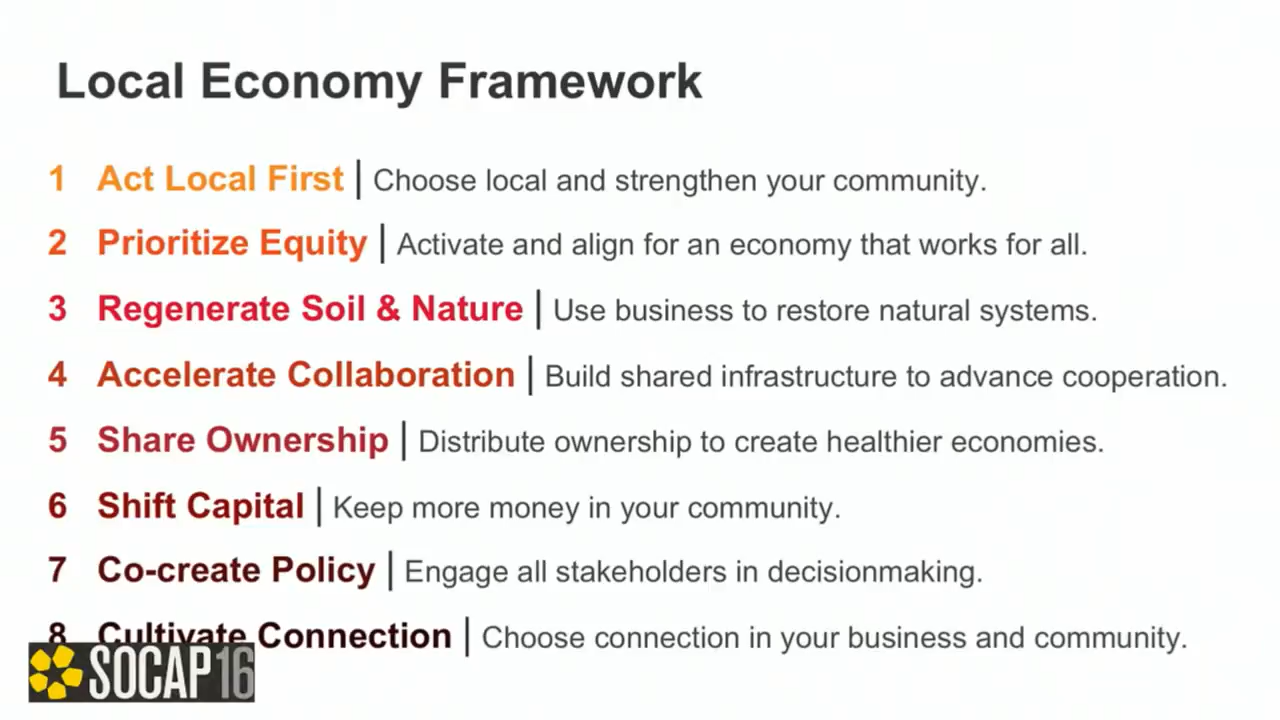 Local Economy Framework
1 Act Local First | Choose local and strengthen your community.
2 Prioritize Equity | Activate and align for an economy that works for all.
3 Regenerate Soil & Nature | Use business to restore natural systems.
4 Accelerate Collaboration | Build shared infrastructure to advance cooperation.
5 Share Ownership | Distribute ownership to create healthier economies.
6 Shift Capital | Keep more money in your community.
7 Co-create Policy | Engage all stakeholders in decisionmaking.
8 Cultivate Connection | Choose connection in your business and community.
SOCAP16